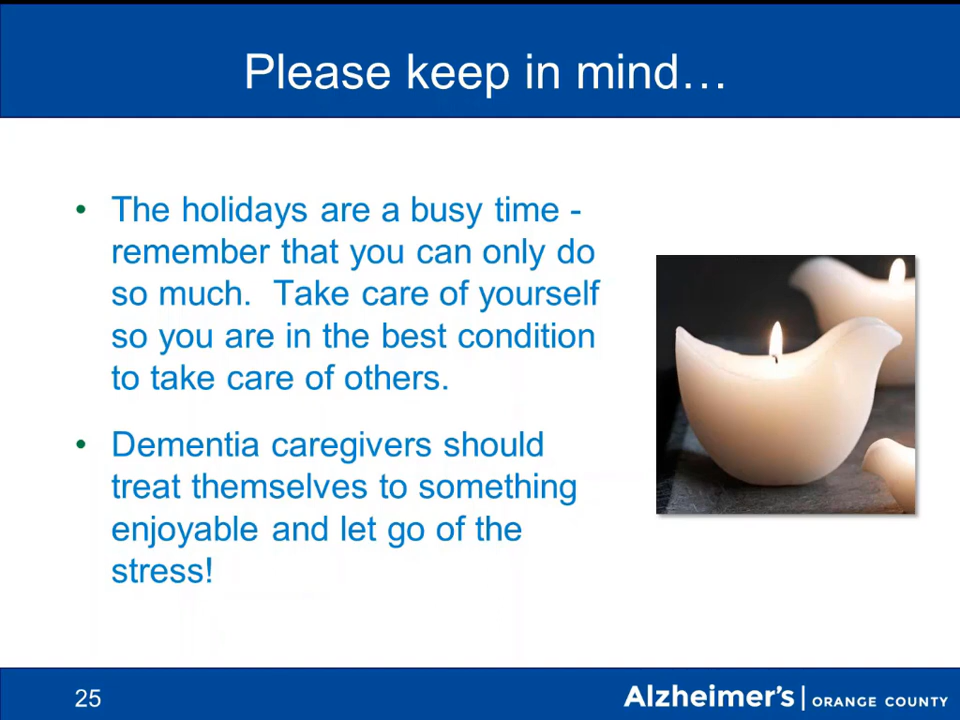 Please keep in mind…
• The holidays are a busy time -
remember that you can only do
so much.  Take care of yourself
so you are in the best condition
to take care of others.
• Dementia caregivers should
treat themselves to something
enjoyable and let go of the
stress!
25
Alzheimer's | ORANGE COUNTY